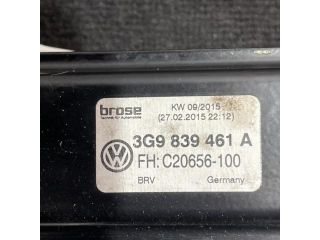 brose
Technik für Automobile
KW 09/2015
(27.02.2015 22:12)
3G9 839 461 A
FH: C20656-100
BRV Germany